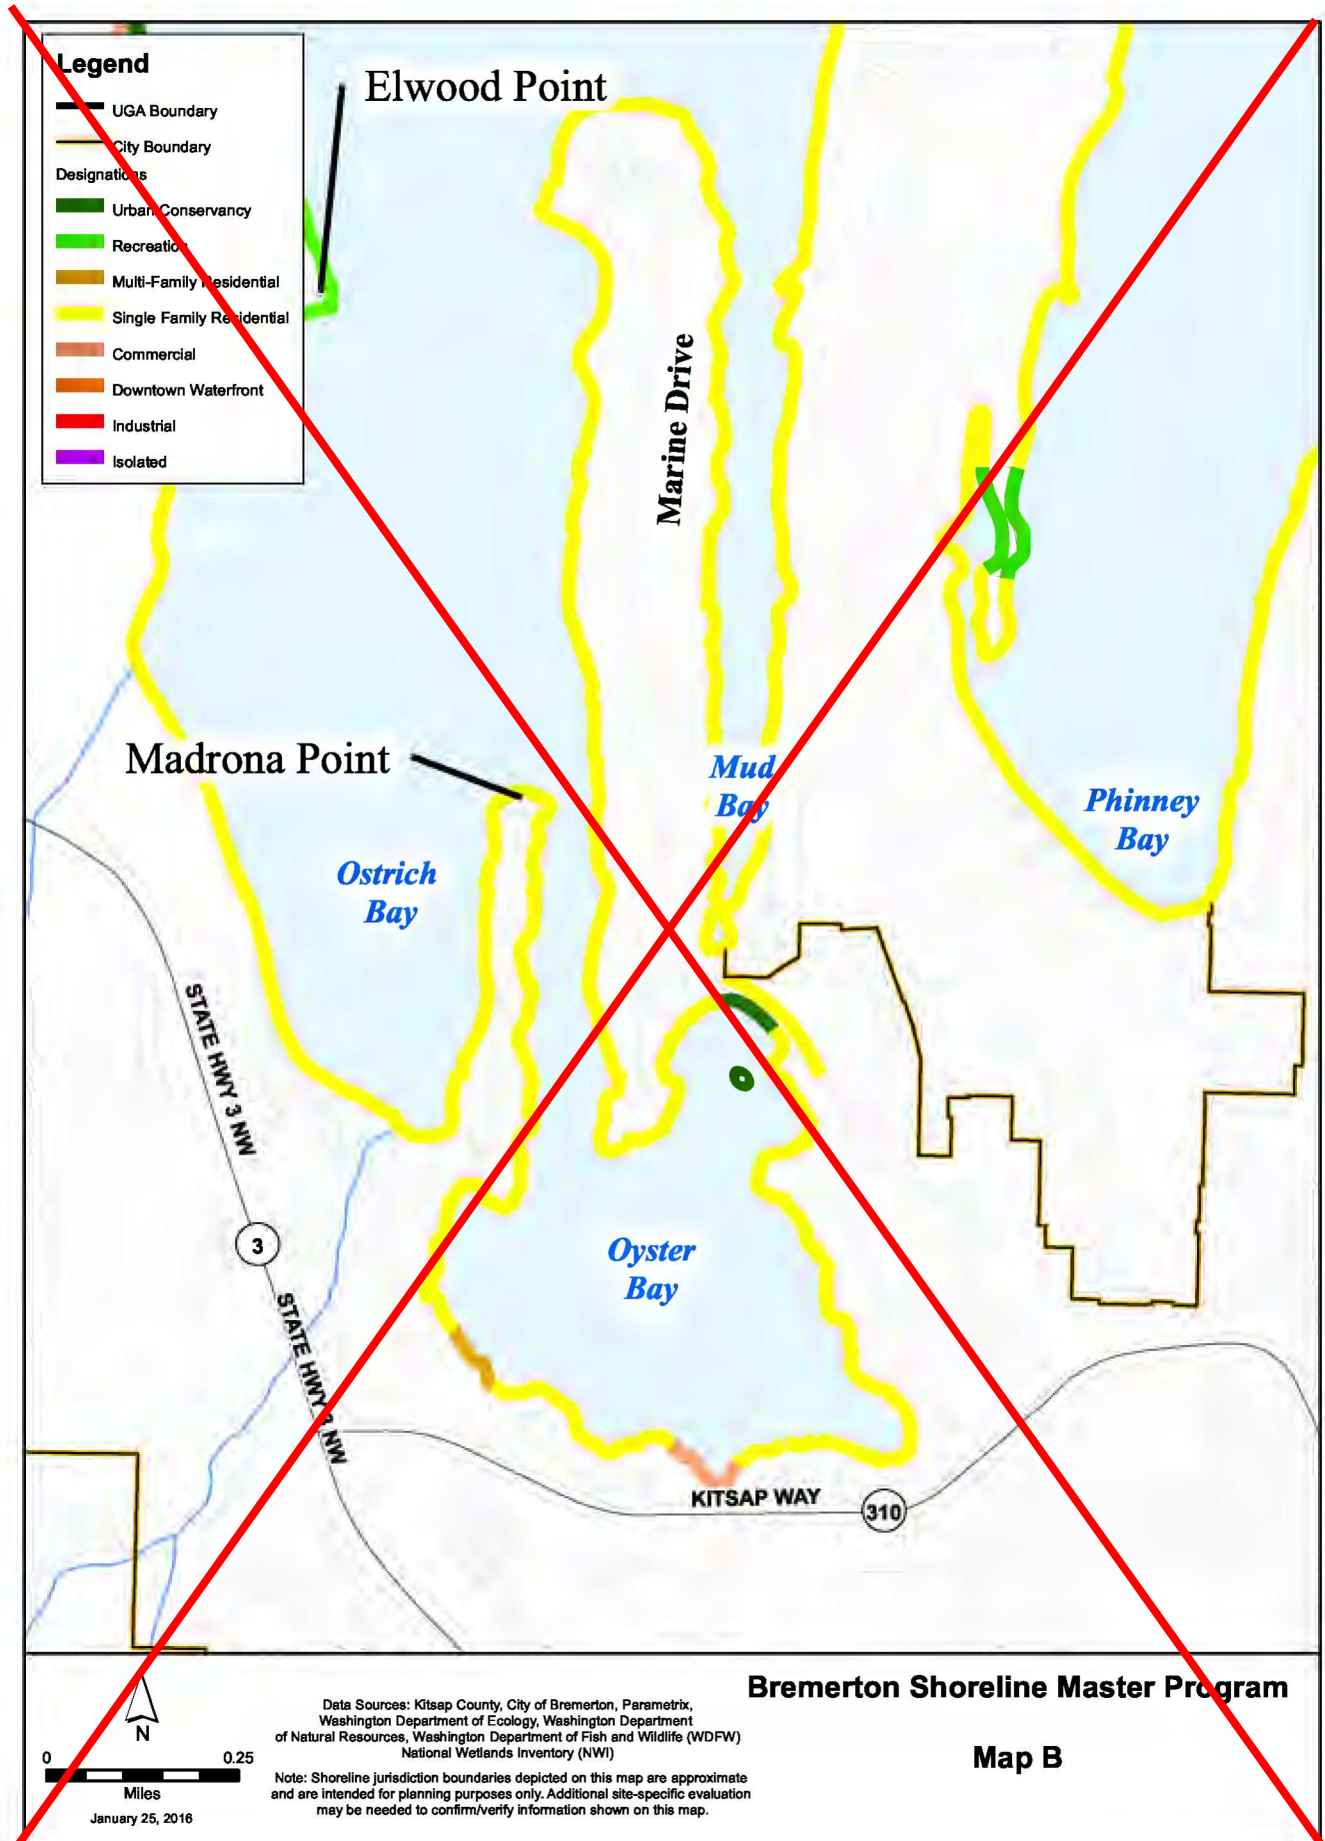 Legend
UGA Boundary
City Boundary
Designations
Urban Conservancy
Recreation
Multi-Family Residential
Single Family Residential
Commercial
Downtown Waterfront
Industrial
Isolated
Elwood Point
Marine Drive
Madrona Point
Mud
Bay
Phinney
Bay
Ostrich
Bay
STATE HWY 3 NW
3
Oyster
Bay
STATE HWY 3 NW
KITSAP WAY
310
N
0 0.25
Miles
January 25, 2016
Data Sources: Kitsap County, City of Bremerton, Parametrix,
Washington Department of Ecology, Washington Department
of Natural Resources, Washington Department of Fish and Wildlife (WDFW)
National Wetlands Inventory (NWI)
Note: Shoreline jurisdiction boundaries depicted on this map are approximate
and are intended for planning purposes only. Additional site-specific evaluation
may be needed to confirm/verify information shown on this map.
Bremerton Shoreline Master Program
Map B